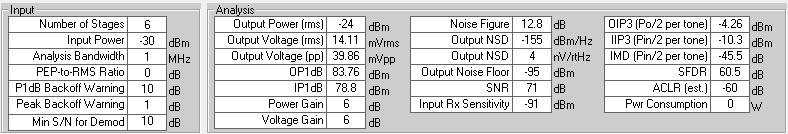 Input
Number of Stages 6
Input Power -30 dBm
Analysis Bandwidth 1 MHz
PEP-to-RMS Ratio 0 dB
P1dB Backoff Warning 10 dB
Peak Backoff Warning 1 dB
Min S/N for Demod 10 dB
Analysis
Output Power (rms) -24 dBm
Output Voltage (rms) 14.11 mVrms
Output Voltage (pp) 39.86 mVpp
OP1dB 83.76 dBm
IP1dB 78.8 dBm
Power Gain 6 dB
Voltage Gain 6 dB
Noise Figure 12.8 dB
Output NSD -155 dBm/Hz
Output NSD 4 nV/rtHz
Output Noise Floor -95 dBm
SNR 71 dB
Input Rx Sensitivity -91 dBm
OIP3 (Po/2 per tone) -4.26 dBm
IIP3 (Pin/2 per tone) -10.3 dBm
IMD (Pin/2 per tone) -45.5 dBm
SFDR 60.5 dB
ACLR (est.) -60 dB
Pwr Consumption 0 W